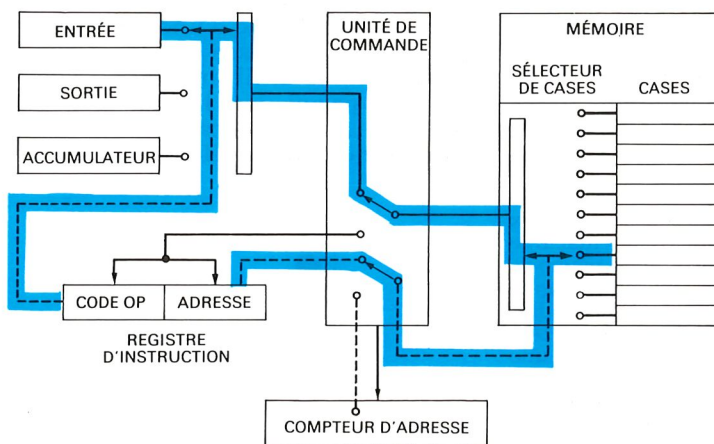 ENTRÉE
SORTIE
ACCUMULATEUR
UNITÉ DE
COMMANDE
MÉMOIRE
SÉLECTEUR
DE CASES
CASES
CODE OP
ADRESSE
REGISTRE
D'INSTRUCTION
COMPTEUR D'ADRESSE